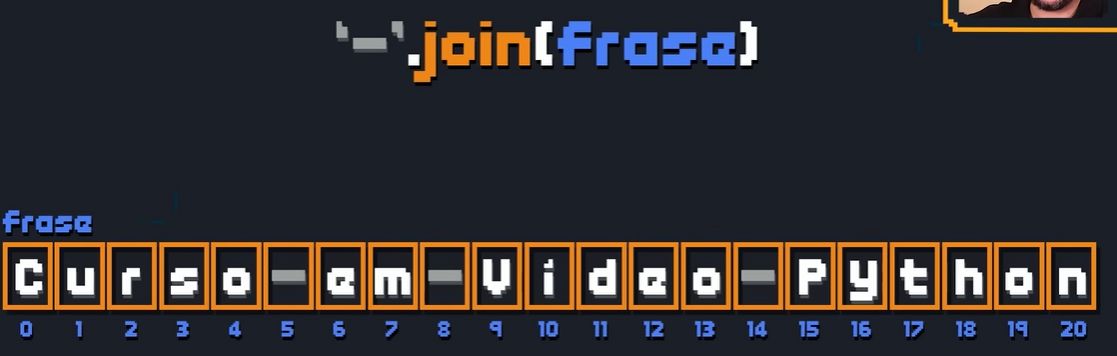 '-'.join(frase)
frase
C u r s o - e m - V í d e o - P y t h o n
0 1 2 3 4 5 6 7 8 9 10 11 12 13 14 15 16 17 18 19 20